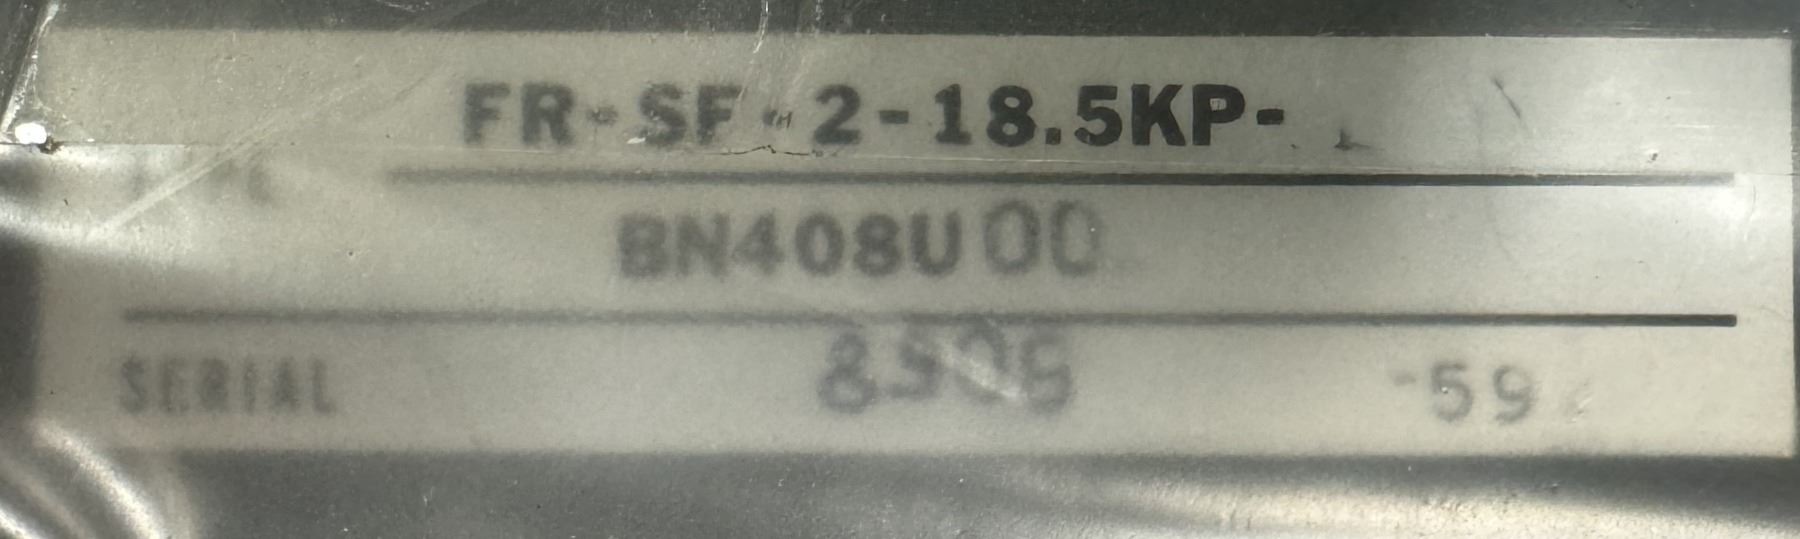 FR-SF-2-18.5KP-
BN408U00
SERIAL -59